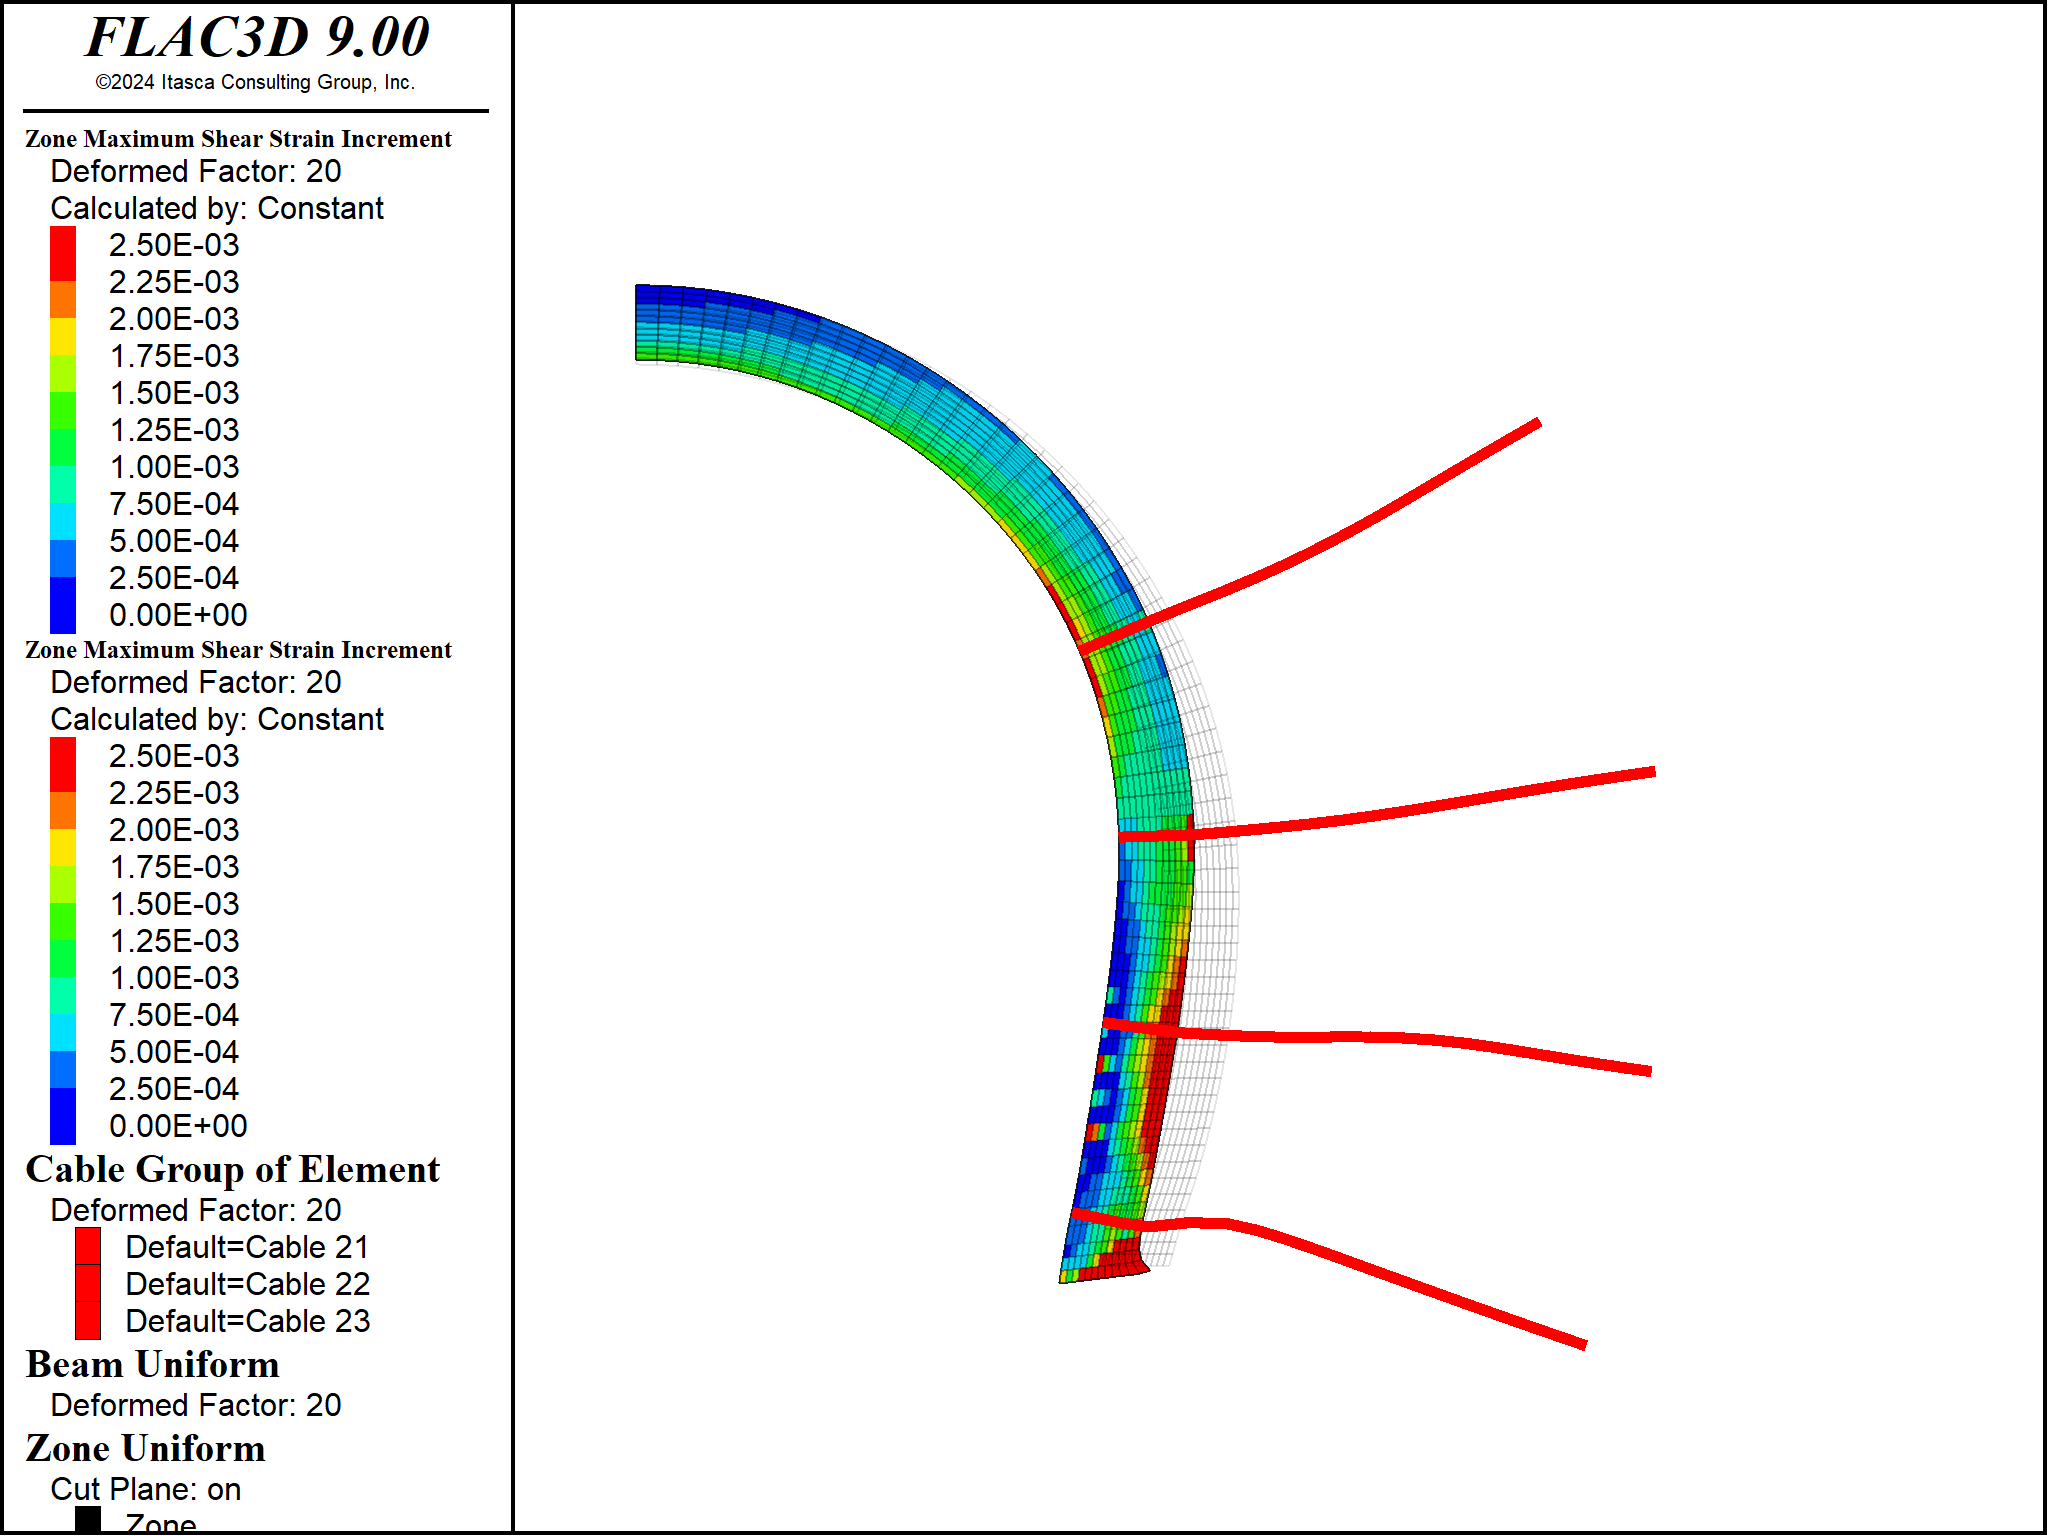 FLAC3D 9.00
©2024 Itasca Consulting Group, Inc.
Zone Maximum Shear Strain Increment
Deformed Factor: 20
Calculated by: Constant
2.50E-03
2.25E-03
2.00E-03
1.75E-03
1.50E-03
1.25E-03
1.00E-03
7.50E-04
5.00E-04
2.50E-04
0.00E+00
Zone Maximum Shear Strain Increment
Deformed Factor: 20
Calculated by: Constant
2.50E-03
2.25E-03
2.00E-03
1.75E-03
1.50E-03
1.25E-03
1.00E-03
7.50E-04
5.00E-04
2.50E-04
0.00E+00
Cable Group of Element
Deformed Factor: 20
Default=Cable 21
Default=Cable 22
Default=Cable 23
Beam Uniform
Deformed Factor: 20
Zone Uniform
Cut Plane: on
Zone